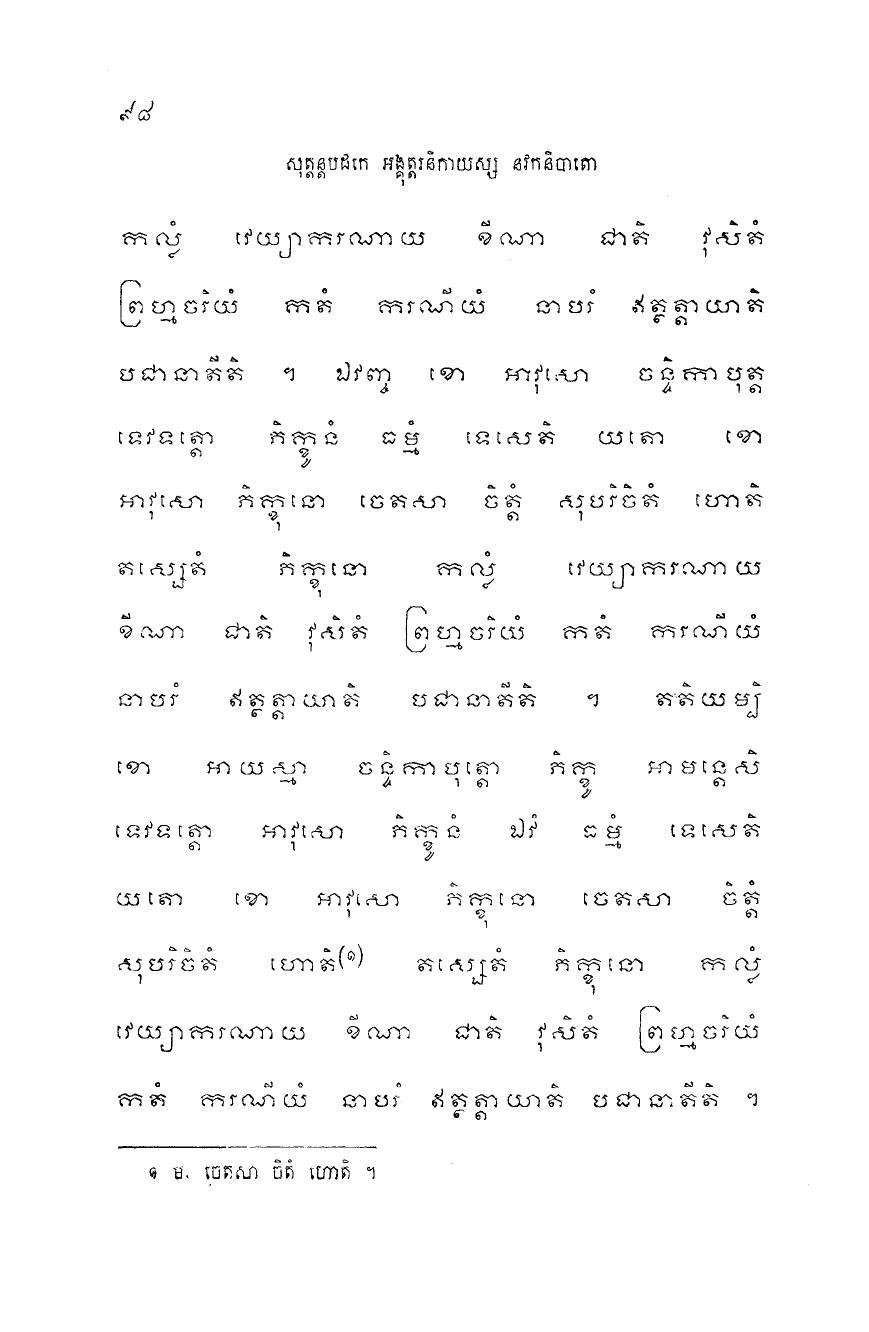 ៩៨
សុត្តន្តបិដកេ អង្គុត្តរនិកាយស្ស នវកនិបាតោ
កល្លំ វេយ្យាករណាយ ខីណា ជាតិ វុសិតំ
ព្រហ្មចរិយំ កតំ ករណីយំ នាបរំ ឥត្ថត្តាយាតិ
បជានាតីតិ ។ ឯវញ្ច ខោ អាវុសោ ចន្ទិកាបុត្ត
ទេវទត្តោ ភិក្ខូនំ ធម្មំ ទេសេតិ យតោ ខោ
អាវុសោ ភិក្ខុនោ ចេតសា ចិត្តំ សុបរិចិតំ ហោតិ
តស្សេតំ ភិក្ខុនោ កល្លំ វេយ្យាករណាយ
ខីណា ជាតិ វុសិតំ ព្រហ្មចរិយំ កតំ ករណីយំ
នាបរំ ឥត្ថត្តាយាតិ បជានាតីតិ ។ តតិយម្បិ
ខោ អាយស្មា ចន្ទិកាបុត្តោ ភិក្ខូ អាមន្តេសិ
ទេវទត្តោ អាវុសោ ភិក្ខូនំ ឯវំ ធម្មំ ទេសេតិ
យតោ ខោ អាវុសោ ភិក្ខុនោ ចេតសា ចិត្តំ
សុបរិចិតំ ហោតិ(១) តស្សេតំ ភិក្ខុនោ កល្លំ
វេយ្យាករណាយ ខីណា ជាតិ វុសិតំ ព្រហ្មចរិយំ
កតំ ករណីយំ នាបរំ ឥត្ថត្តាយាតិ បជានាតីតិ ។
១ ម. ចេតសា ចិតំ ហោតិ ។